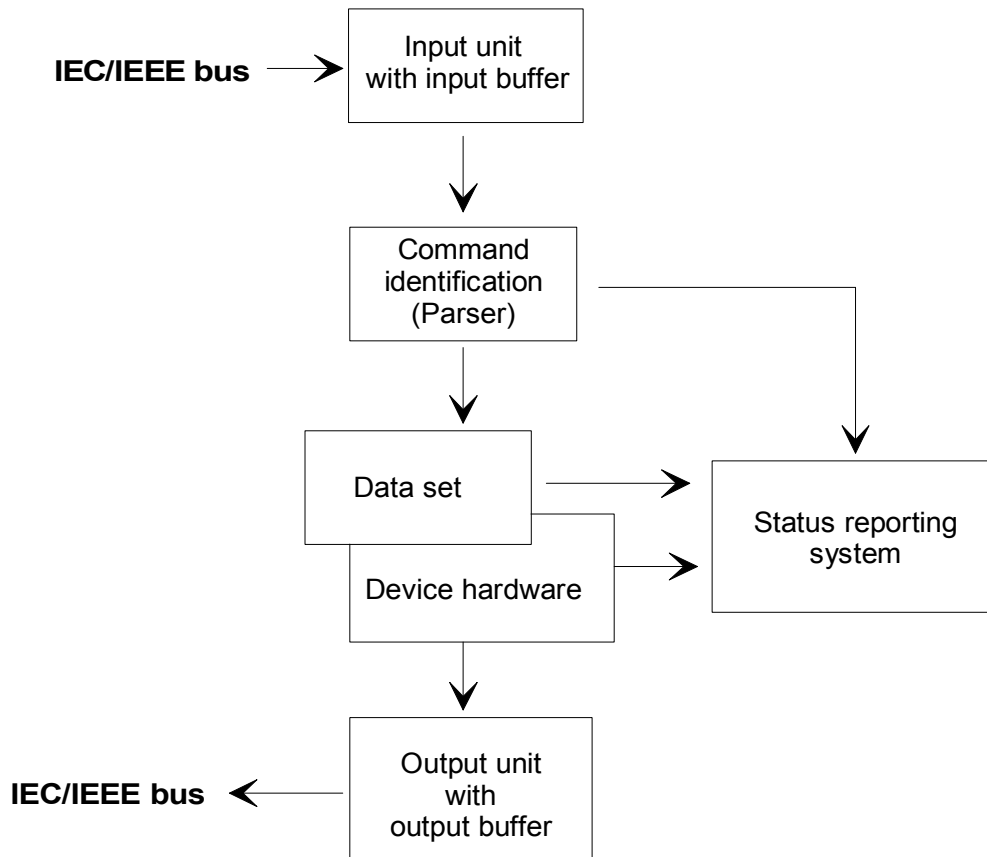 Input unit
with input buffer
IEC/IEEE bus
Command
identification
(Parser)
Data set
Status reporting
system
Device hardware
Output unit
with
output buffer
IEC/IEEE bus